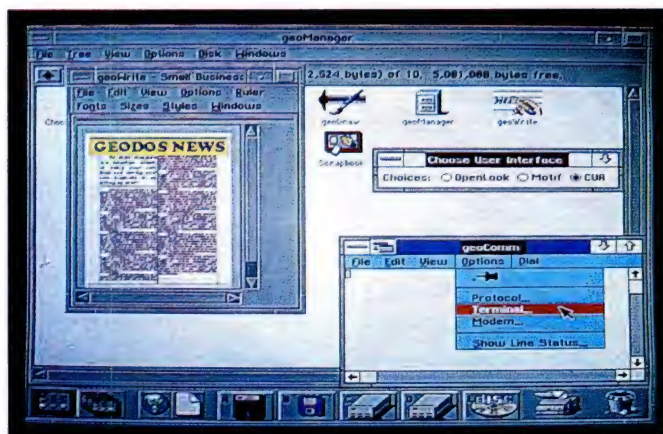 geoManager
File Tree View Options Disk Windows
geoWrite - Small Business
2,524 bytes) of 10, 5,081,088 bytes free.
File Edit View Options Ruler
Fonts Sizes Styles Windows
GEODOS NEWS
geoDraw geoManager geoWrite
Scrapbook
Choose User Interface
Choices: OpenLook Motif CUA
geoComm
File Edit View Options Dial
Protocol...
Terminal...
Modem...
Show Line Status...